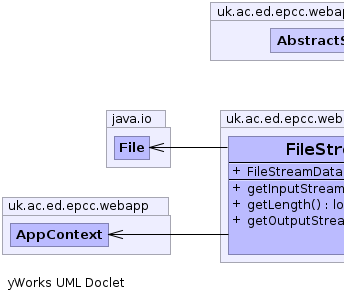 uk.ac.ed.epcc.webap
AbstractS
java.io
File
uk.ac.ed.epcc.web
FileStre
+ FileStreamData
+ getInputStream
+ getLength() : lo
+ getOutputStrea
uk.ac.ed.epcc.webapp
AppContext
yWorks UML Doclet